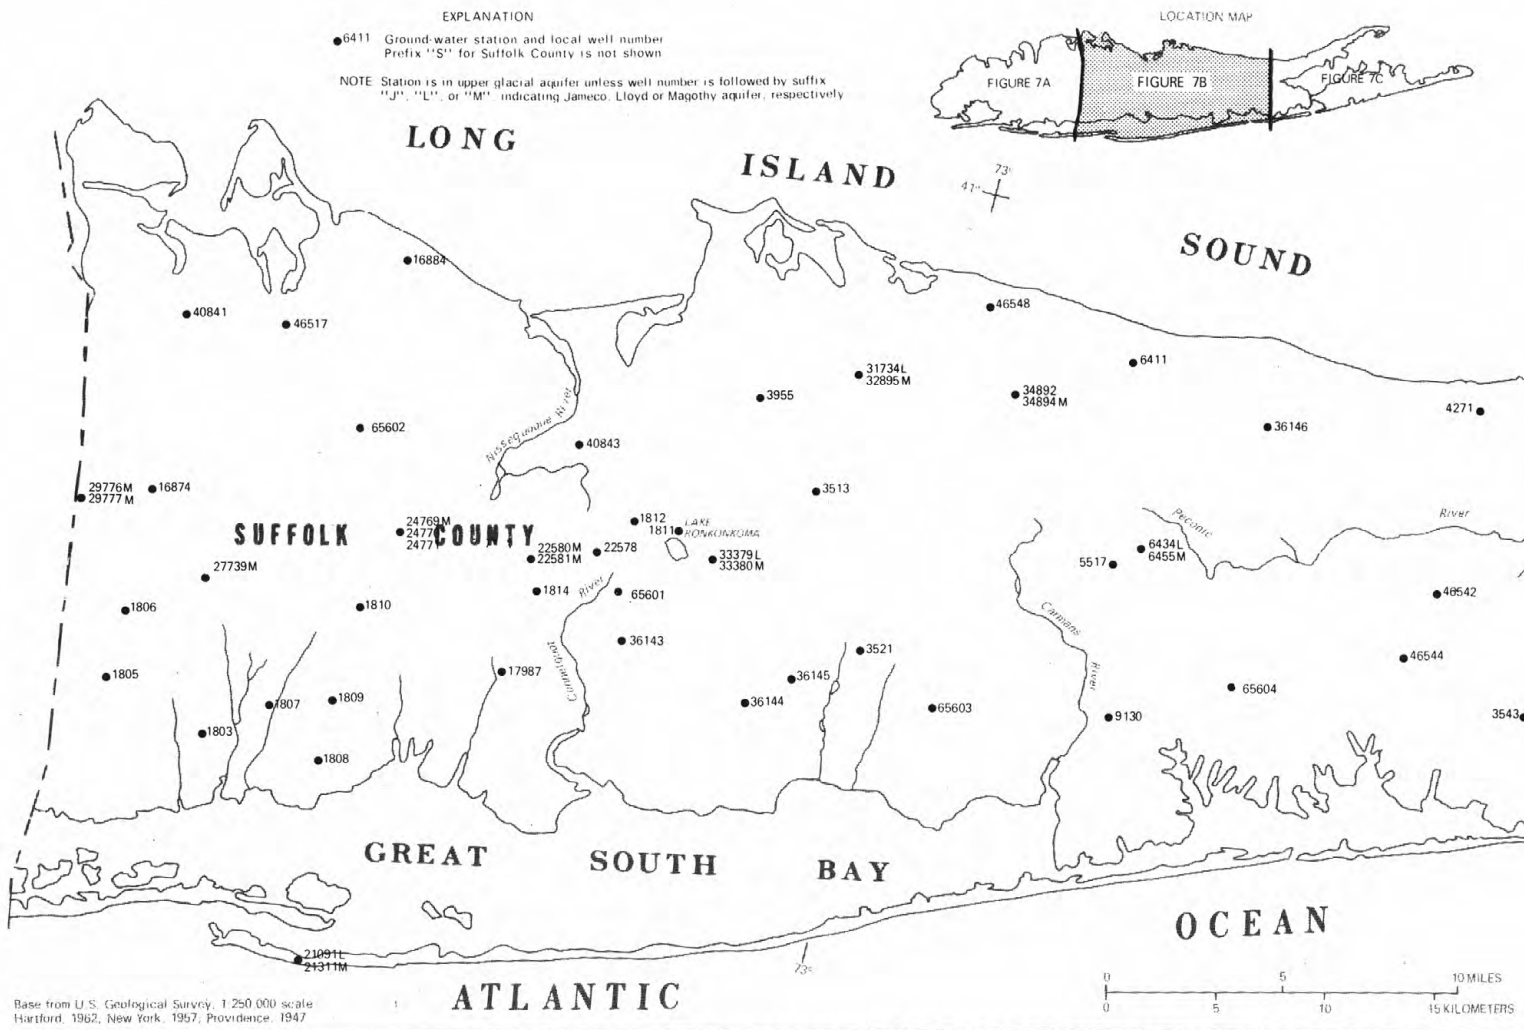 EXPLANATION
6411 Ground-water station and local well number
Prefix "S" for Suffolk County is not shown
NOTE Station is in upper glacial aquifer unless well number is followed by suffix
"J", "L", or "M" indicating Jameco, Lloyd or Magothy aquifer, respectively
LOCATION MAP
FIGURE 7A
FIGURE 7B
FIGURE 7C
LONG
ISLAND
SOUND
73°
41°
16884
40841
46517
46548
6411
31734L
32895M
3955
34892
34894M
4271
36146
65602
Nissequogue River
40843
29776M
29777M
16874
3513
SUFFOLK COUNTY
24769M
1812
1811
LAKE
RONKONKOMA
Peconic
River
22580M
22581M
22578
33379L
33380M
6434L
6455M
5517
27739M
1814
River
65601
46542
1806
1810
Carmans
River
36143
Connetquot
3521
46544
1805
17987
36145
65604
1807
1809
36144
65603
9130
3543
1803
1808
GREAT
SOUTH
BAY
OCEAN
21091L
21311M
73°
ATLANTIC
0 5 10 MILES
0 5 10 15 KILOMETERS
Base from U.S. Geological Survey, 1:250 000 scale
Hartford, 1962, New York, 1957, Providence, 1947